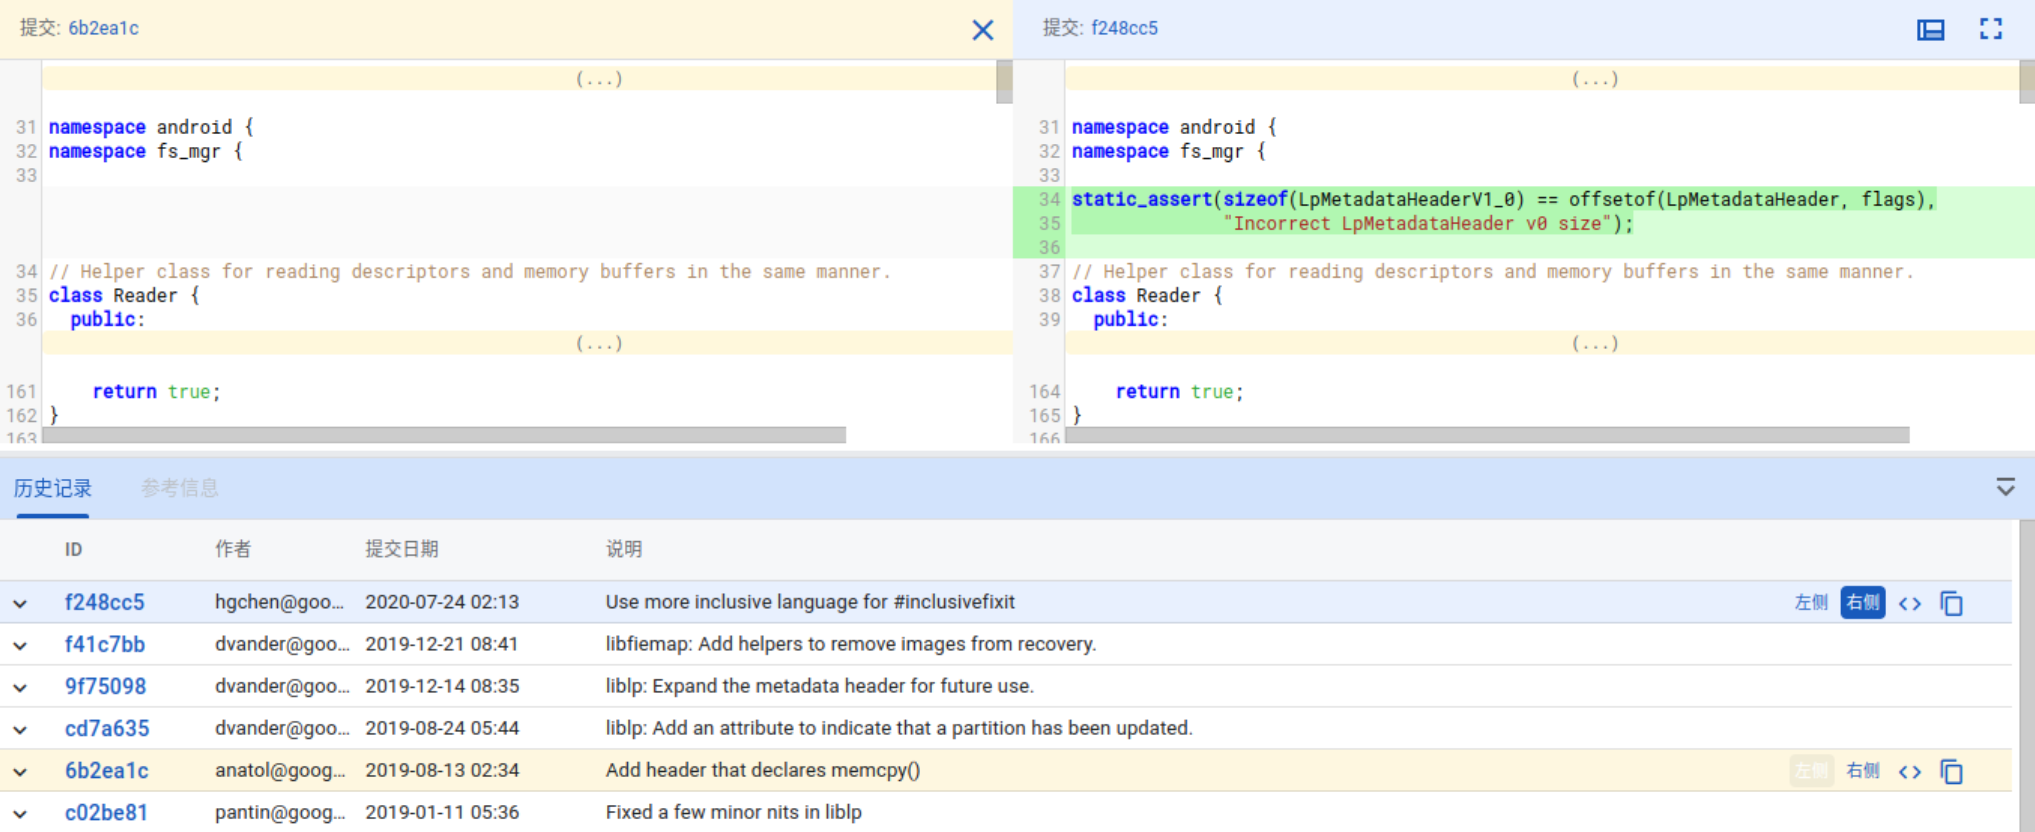 提交: 6b2ea1c
(...)
31 namespace android {
32 namespace fs_mgr {
33
34 // Helper class for reading descriptors and memory buffers in the same manner.
35 class Reader {
36 public:
(...)
161 return true;
162 }
163
提交: f248cc5
(...)
31 namespace android {
32 namespace fs_mgr {
33
34 static_assert(sizeof(LpMetadataHeaderV1_0) == offsetof(LpMetadataHeader, flags),
35 "Incorrect LpMetadataHeader v0 size");
36
37 // Helper class for reading descriptors and memory buffers in the same manner.
38 class Reader {
39 public:
(...)
164 return true;
165 }
166
历史记录 参考信息
ID 作者 提交日期 说明
f248cc5 hgchen@goo... 2020-07-24 02:13 Use more inclusive language for #inclusivefixit 左侧 右侧 <>
f41c7bb dvander@goo... 2019-12-21 08:41 libfiemap: Add helpers to remove images from recovery.
9f75098 dvander@goo... 2019-12-14 08:35 liblp: Expand the metadata header for future use.
cd7a635 dvander@goo... 2019-08-24 05:44 liblp: Add an attribute to indicate that a partition has been updated.
6b2ea1c anatol@goog... 2019-08-13 02:34 Add header that declares memcpy() 左侧 右侧 <>
c02be81 pantin@goog... 2019-01-11 05:36 Fixed a few minor nits in liblp